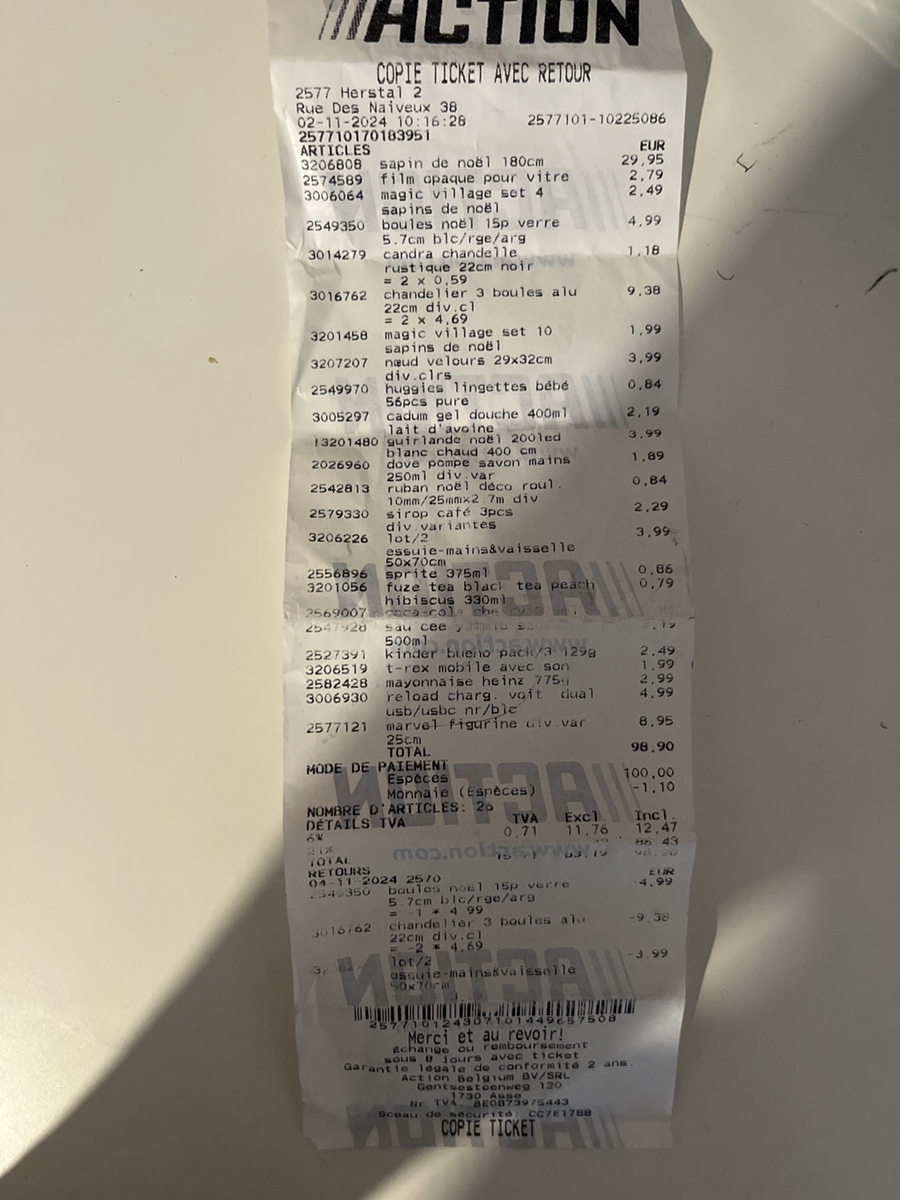 ACTION
COPIE TICKET AVEC RETOUR
2577 Herstal 2
Rue Des Naiveux 38
02-11-2024 10:16:28 2577101-10225086
257710170183951
ARTICLES EUR
3206808 sapin de noël 180cm 29,95
2574589 film opaque pour vitre 2,79
3006064 magic village set 4 2,49
sapins de noël
2549350 boules noël 15p verre 4,99
5.7cm blc/rge/arg
3014279 candra chandelle 1,18
rustique 22cm noir
= 2 x 0,59
3016762 chandelier 3 boules alu 9,38
22cm div.cl
= 2 x 4,69
3201458 magic village set 10 1,99
sapins de noël
3207207 nœud velours 29x32cm 3,99
div.clrs
2549970 huggies lingettes bébé 0,84
56pcs pure
3005297 cadum gel douche 400ml 2,19
lait d'avoine
!3201480 guirlande noël 200led 3,99
blanc chaud 400 cm
2026960 dove pompe savon mains 1,89
250ml div.var
2542813 ruban noël déco roul. 0,84
10mm/25mmx2.7m div
2579330 sirop café 3pcs 2,29
div.variantes
3206226 lot/2 3,99
essuie-mains&vaisselle
50x70cm
2556896 sprite 375ml 0,86
3201056 fuze tea black tea peach 0,79
hibiscus 330ml
2569007 coca-cola
2547928
500ml
2527391 kinder bueno pack/3 129g 2,49
3206519 t-rex mobile avec son 1,99
2582428 mayonnaise heinz 775g 2,99
3006930 reload charg. voit dual 4,99
usb/usbc nr/blc
2577121 marvel figurine div.var 8,95
25cm
TOTAL 98,90
MODE DE PAIEMENT
Espèces 100,00
Monnaie (Espèces) -1,10
NOMBRE D'ARTICLES: 26
DÉTAILS TVA TVA Excl Incl.
6% 0,71 11,76 12,47
21% 86,43
TOTAL 98,90
RETOURS EUR
04-11-2024 2570
2549350 boules noël 15p verre -4,99
5.7cm blc/rge/arg
= -1 * 4,99
3016762 chandelier 3 boules alu -9,38
22cm div.cl
= -2 * 4,69
lot/2 -3,99
essuie-mains&vaisselle
50x70cm
2577101243071014496575​08
Merci et au revoir!
Échange ou remboursement
sous 8 jours avec ticket.
Garantie légale de conformité 2 ans.
Action Belgium BV/SRL
Gentsesteenweg 120
1730 Asse
Nr. TVA. BE0873975443
Sceau de sécurité: CC7E1788
COPIE TICKET